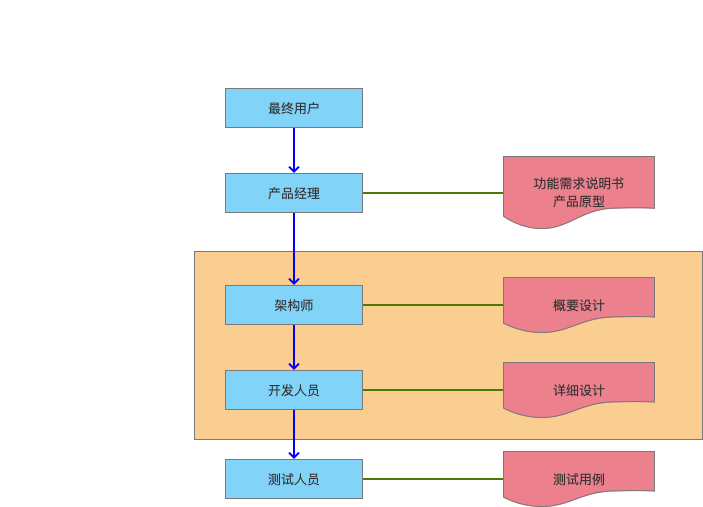 最终用户
产品经理
功能需求说明书
产品原型
架构师
概要设计
开发人员
详细设计
测试人员
测试用例